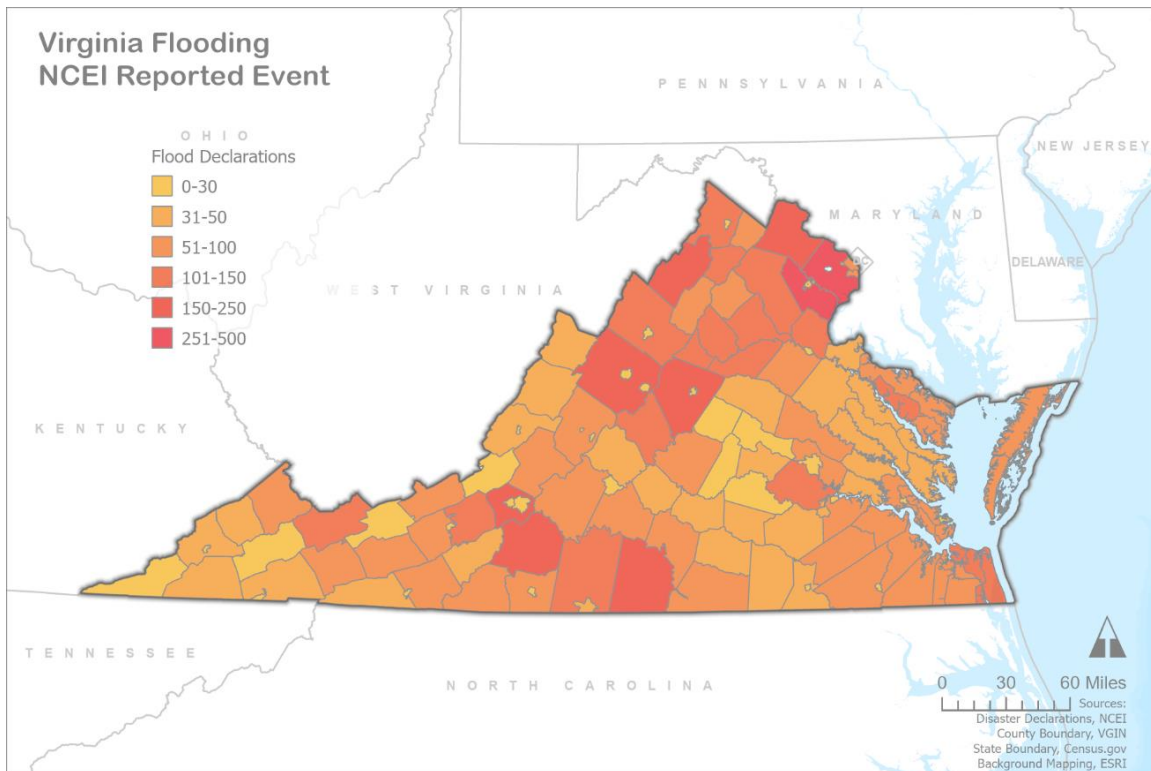 Virginia Flooding
NCEI Reported Event
PENNSYLVANIA
OHIO
Flood Declarations
NEW JERSEY
0-30
31-50
MARYLAND
51-100
DC
DELAWARE
101-150
WEST VIRGINIA
150-250
251-500
KENTUCKY
TENNESSEE
NORTH CAROLINA
0 30 60 Miles
Sources:
Disaster Declarations, NCEI
County Boundary, VGIN
State Boundary, Census.gov
Background Mapping, ESRI